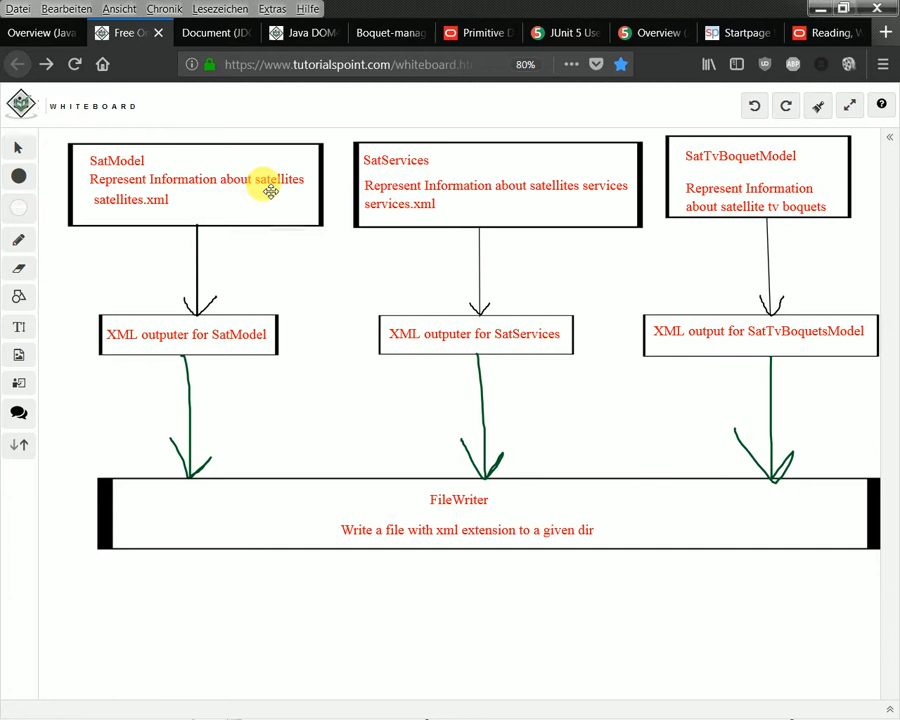 Datei Bearbeiten Ansicht Chronik Lesezeichen Extras Hilfe
Overview (Java Free O Document (JD Java DOM Boquet-mana Primitive D JUnit 5 Use Overview ( Startpage Reading, W
https://www.tutorialspoint.com/whiteboard.ht 80%
WHITEBOARD
SatModel
Represent Information about satellites
satellites.xml
SatServices
Represent Information about satellites services
services.xml
SatTvBoquetModel
Represent Information
about satellite tv boquets
XML outputer for SatModel
XML outputer for SatServices
XML output for SatTvBoquetsModel
FileWriter
Write a file with xml extension to a given dir